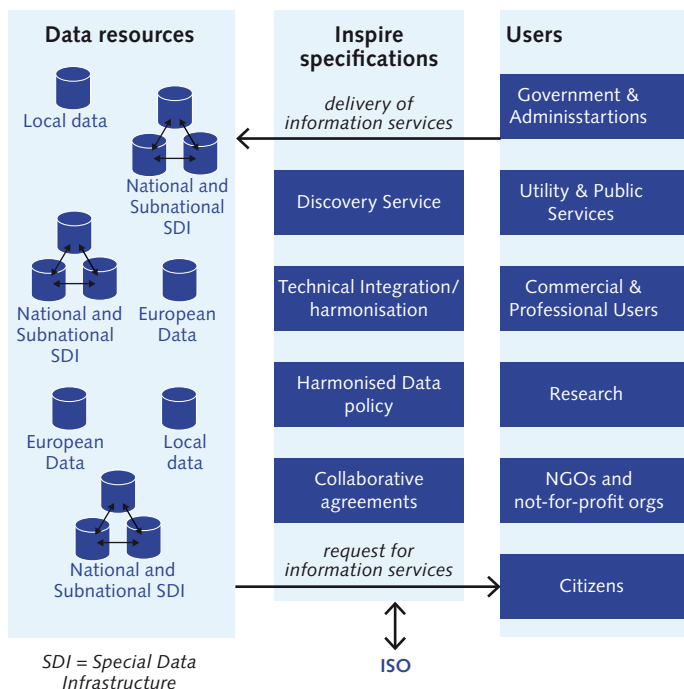 Data resources
Local data
National and
Subnational
SDI
National and
Subnational
SDI
European
Data
European
Data
Local
data
National and
Subnational SDI
SDI = Special Data
Infrastructure
Inspire
specifications
delivery of
information services
Discovery Service
Technical Integration/
harmonisation
Harmonised Data
policy
Collaborative
agreements
request for
information services
ISO
Users
Government &
Adminisstartions
Utility & Public
Services
Commercial &
Professional Users
Research
NGOs and
not-for-profit orgs
Citizens